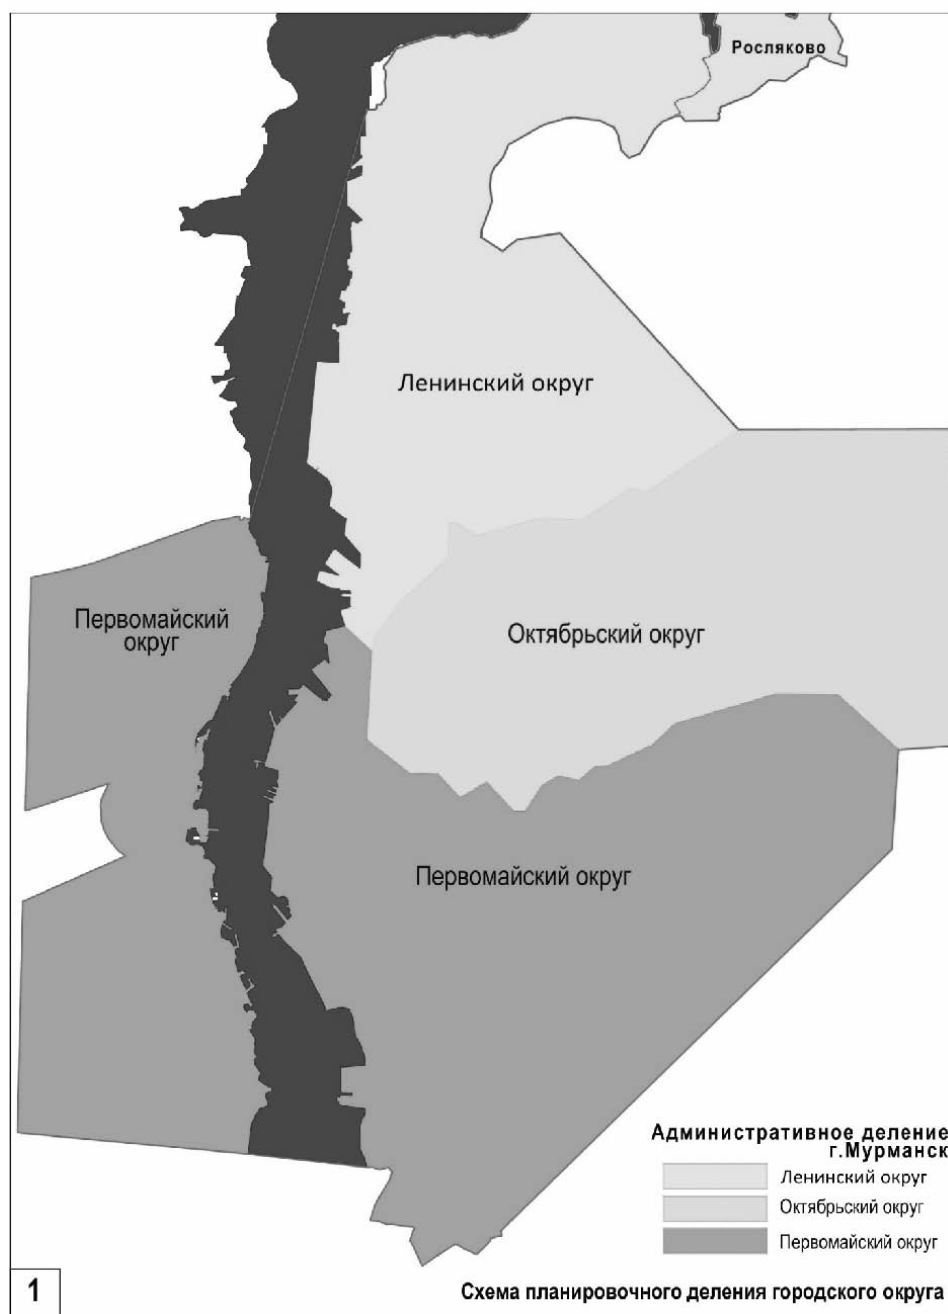 Росляково
Ленинский округ
Первомайский
округ
Октябрьский округ
Первомайский округ
Административное деление
г.Мурманск
Ленинский округ
Октябрьский округ
Первомайский округ
1
Схема планировочного деления городского округа